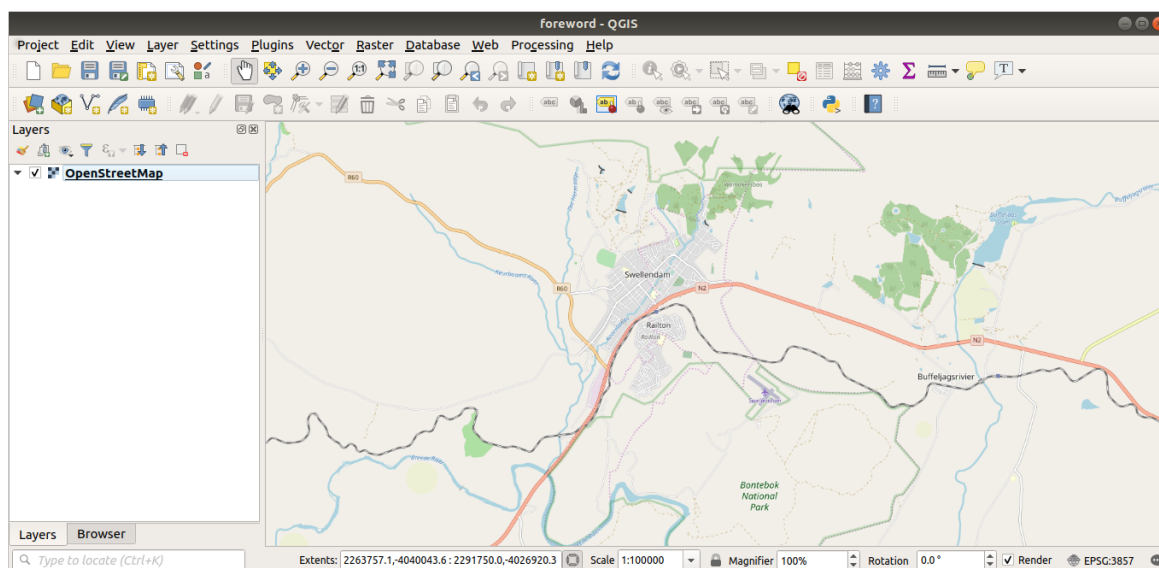 foreword - QGIS
Project Edit View Layer Settings Plugins Vector Raster Database Web Processing Help
Layers
OpenStreetMap
R60
Swellendam
R60
N2
Railton
Railton
N2
Buffeljagsrivier
Bontebok
National
Park
Layers Browser
Type to locate (Ctrl+K)
Extents: 2263757.1,-4040043.6 : 2291750.0,-4026920.3 Scale 1:100000 Magnifier 100% Rotation 0.0° Render EPSG:3857